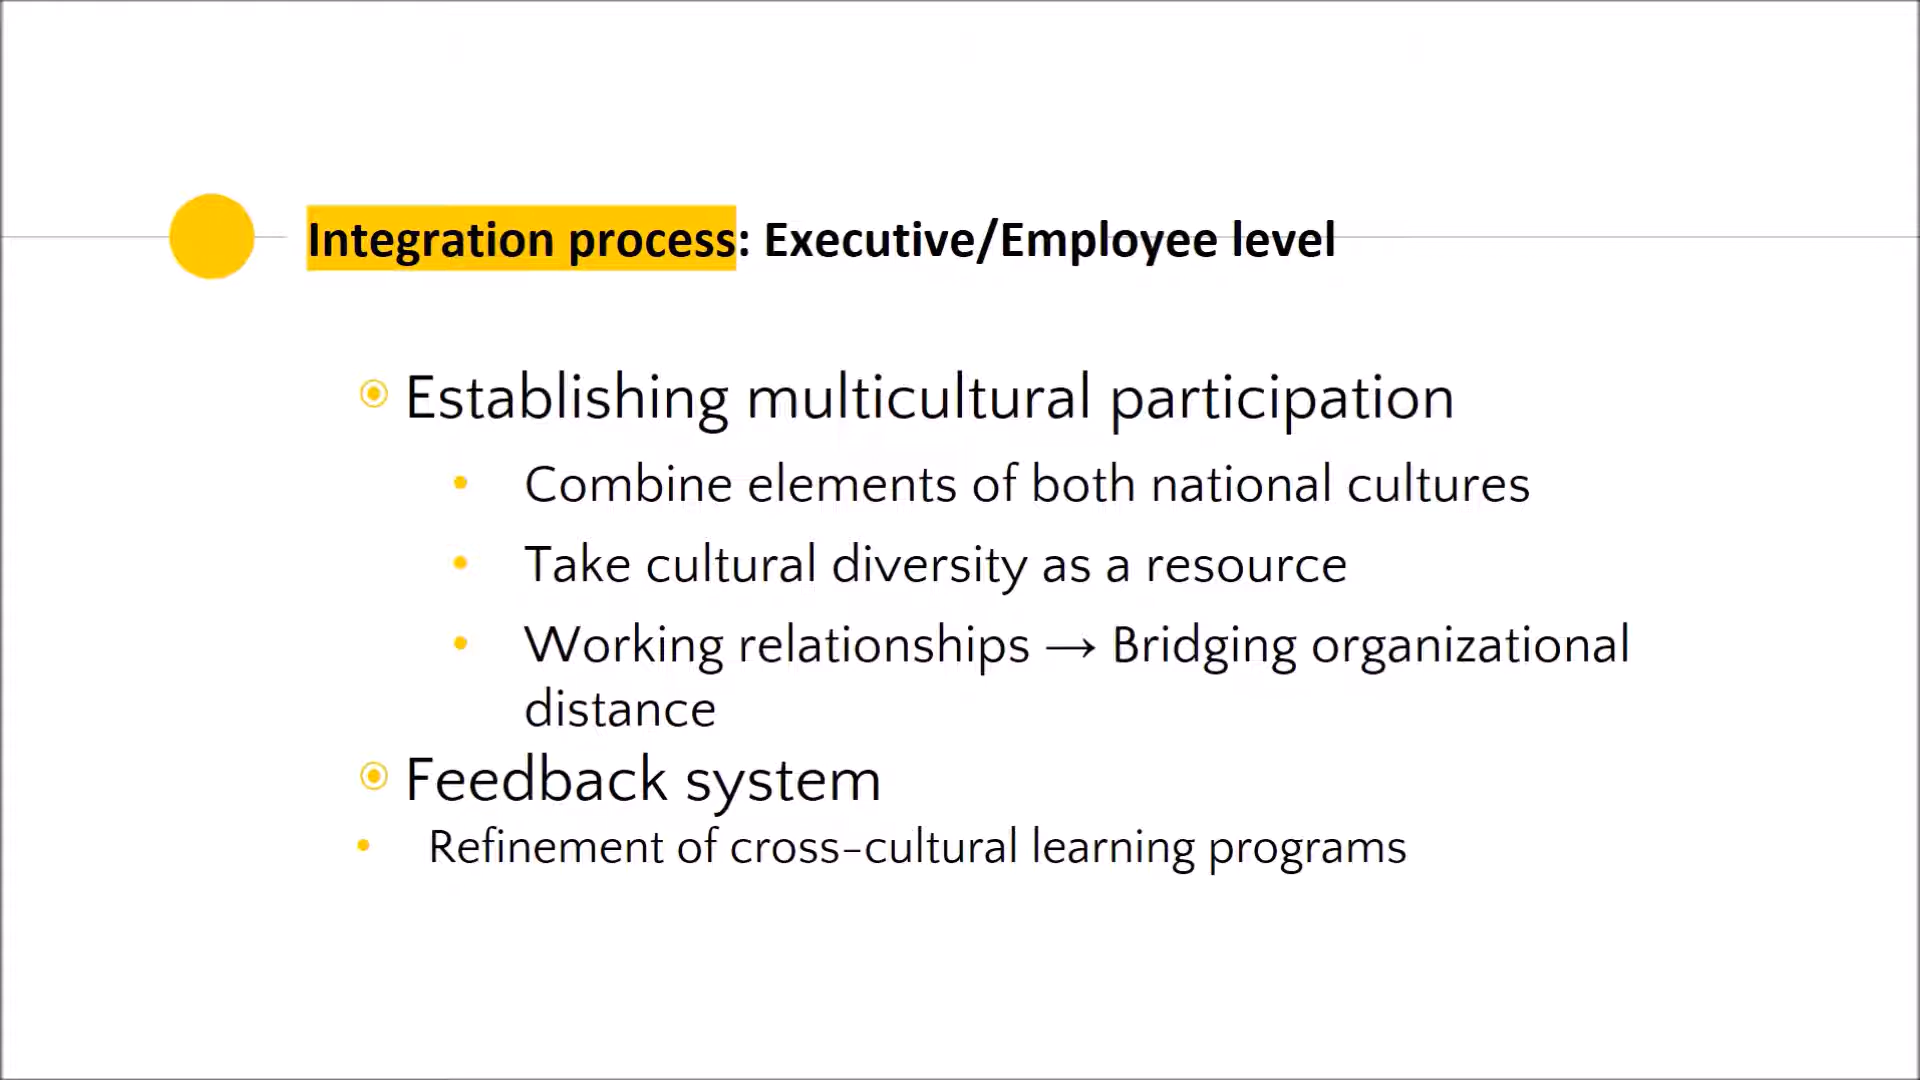 Integration process: Executive/Employee level
Establishing multicultural participation
Combine elements of both national cultures
Take cultural diversity as a resource
Working relationships → Bridging organizational
distance
Feedback system
Refinement of cross-cultural learning programs